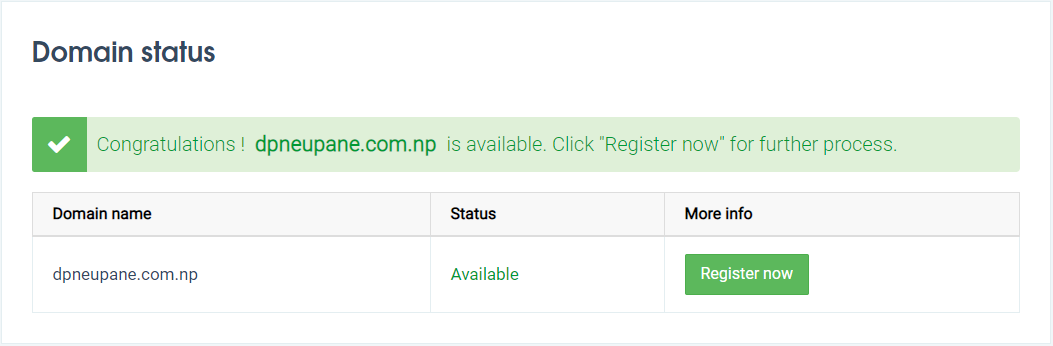 Domain status
Congratulations ! dpneupane.com.np is available. Click "Register now" for further process.
Domain name Status More info
dpneupane.com.np Available Register now